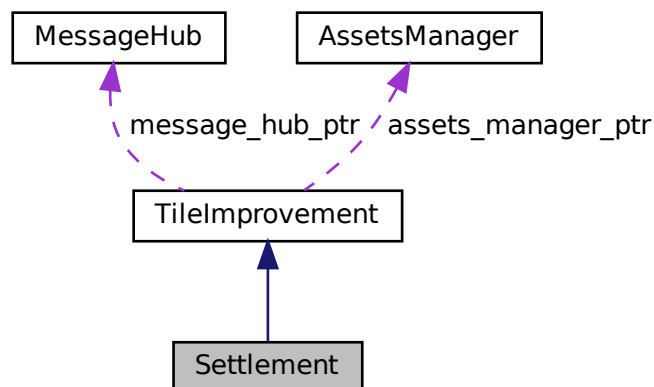 MessageHub
AssetsManager
message_hub_ptr
assets_manager_ptr
TileImprovement
Settlement